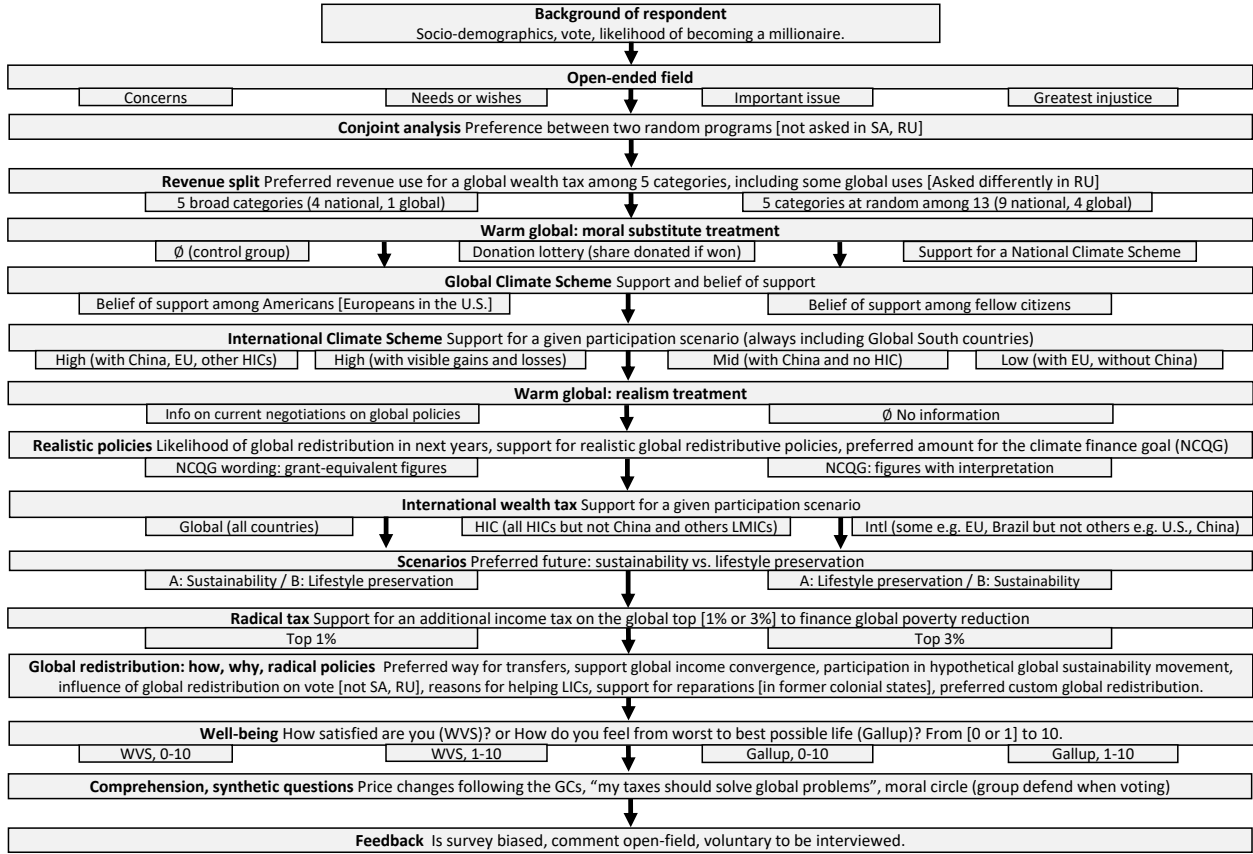 Background of respondent
Socio-demographics, vote, likelihood of becoming a millionaire.
Open-ended field
Concerns
Needs or wishes
Important issue
Greatest injustice
Conjoint analysis Preference between two random programs [not asked in SA, RU]
Revenue split Preferred revenue use for a global wealth tax among 5 categories, including some global uses [Asked differently in RU]
5 broad categories (4 national, 1 global)
5 categories at random among 13 (9 national, 4 global)
Warm global: moral substitute treatment
Ø (control group)
Donation lottery (share donated if won)
Support for a National Climate Scheme
Global Climate Scheme Support and belief of support
Belief of support among Americans [Europeans in the U.S.]
Belief of support among fellow citizens
International Climate Scheme Support for a given participation scenario (always including Global South countries)
High (with China, EU, other HICs)
High (with visible gains and losses)
Mid (with China and no HIC)
Low (with EU, without China)
Warm global: realism treatment
Info on current negotiations on global policies
Ø No information
Realistic policies Likelihood of global redistribution in next years, support for realistic global redistributive policies, preferred amount for the climate finance goal (NCQG)
NCQG wording: grant-equivalent figures
NCQG: figures with interpretation
International wealth tax Support for a given participation scenario
Global (all countries)
HIC (all HICs but not China and others LMICs)
Intl (some e.g. EU, Brazil but not others e.g. U.S., China)
Scenarios Preferred future: sustainability vs. lifestyle preservation
A: Sustainability / B: Lifestyle preservation
A: Lifestyle preservation / B: Sustainability
Radical tax Support for an additional income tax on the global top [1% or 3%] to finance global poverty reduction
Top 1%
Top 3%
Global redistribution: how, why, radical policies Preferred way for transfers, support global income convergence, participation in hypothetical global sustainability movement,
influence of global redistribution on vote [not SA, RU], reasons for helping LICs, support for reparations [in former colonial states], preferred custom global redistribution.
Well-being How satisfied are you (WVS)? or How do you feel from worst to best possible life (Gallup)? From [0 or 1] to 10.
WVS, 0-10
WVS, 1-10
Gallup, 0-10
Gallup, 1-10
Comprehension, synthetic questions Price changes following the GCs, “my taxes should solve global problems”, moral circle (group defend when voting)
Feedback Is survey biased, comment open-field, voluntary to be interviewed.